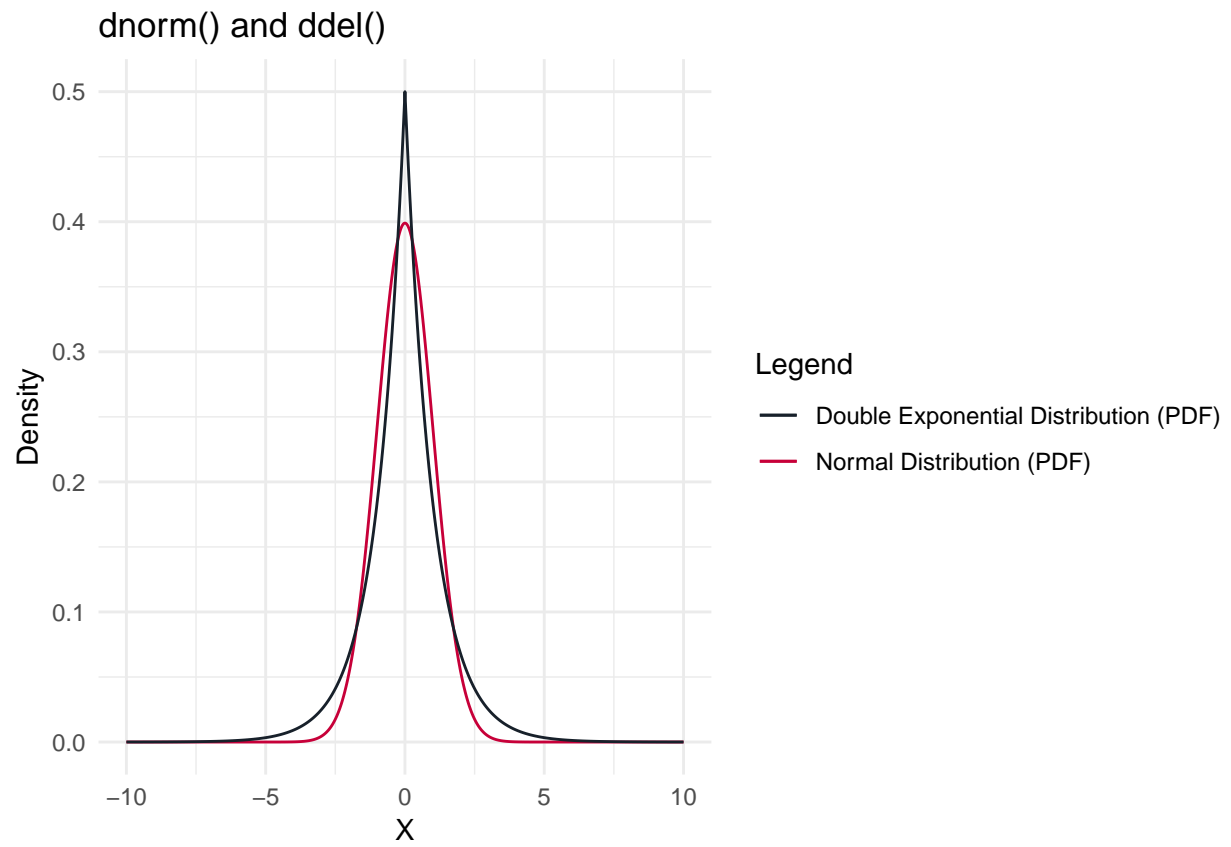 dnorm() and ddel()
0.5
0.4
0.3
0.2
0.1
0.0
Density
−10
−5
0
5
10
X
Legend
Double Exponential Distribution (PDF)
Normal Distribution (PDF)